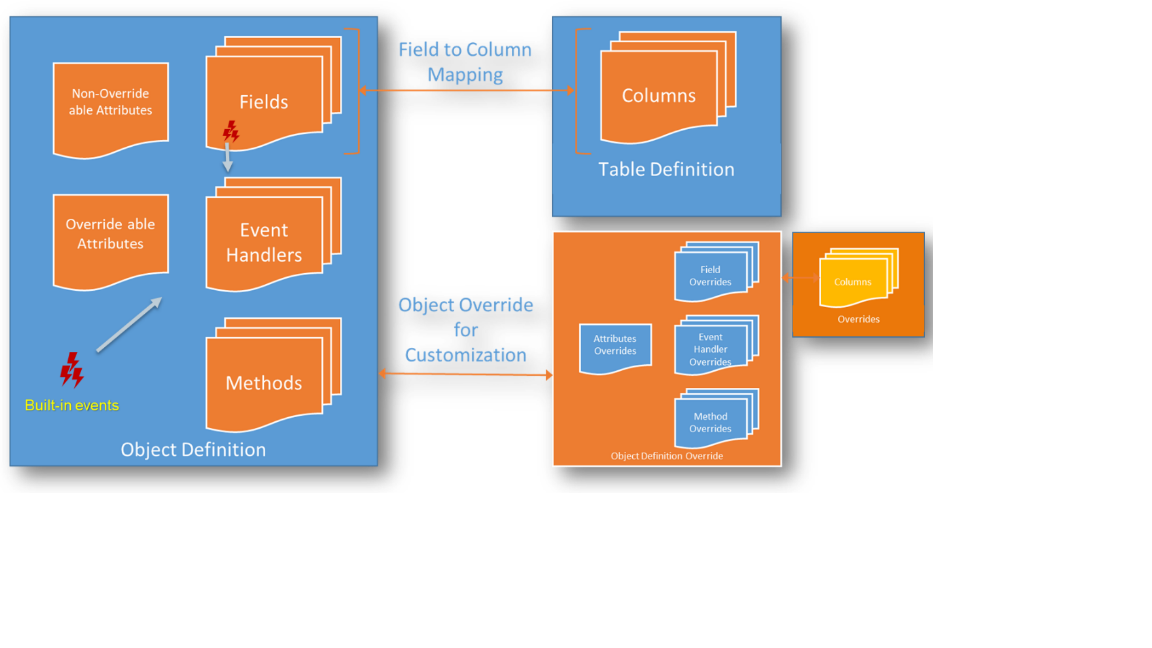 Non-Override
able Attributes
Fields
Override able
Attributes
Event
Handlers
Methods
Built-in events
Object Definition
Field to Column
Mapping
Object Override
for
Customization
Columns
Table Definition
Field
Overrides
Attributes
Overrides
Event
Handler
Overrides
Method
Overrides
Object Definition Override
Columns
Overrides